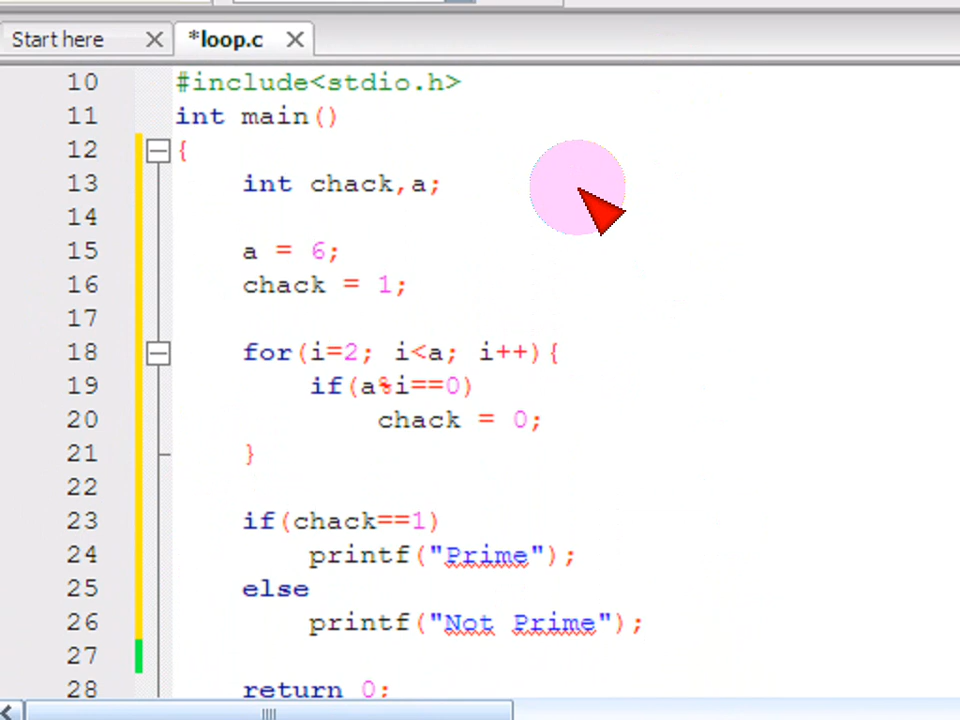 Start here
*loop.c
10 #include<stdio.h>
11 int main()
12 {
13 int chack,a;
14
15 a = 6;
16 chack = 1;
17
18 for(i=2; i<a; i++){
19 if(a%i==0)
20 chack = 0;
21 }
22
23 if(chack==1)
24 printf("Prime");
25 else
26 printf("Not Prime");
27
28 return 0;